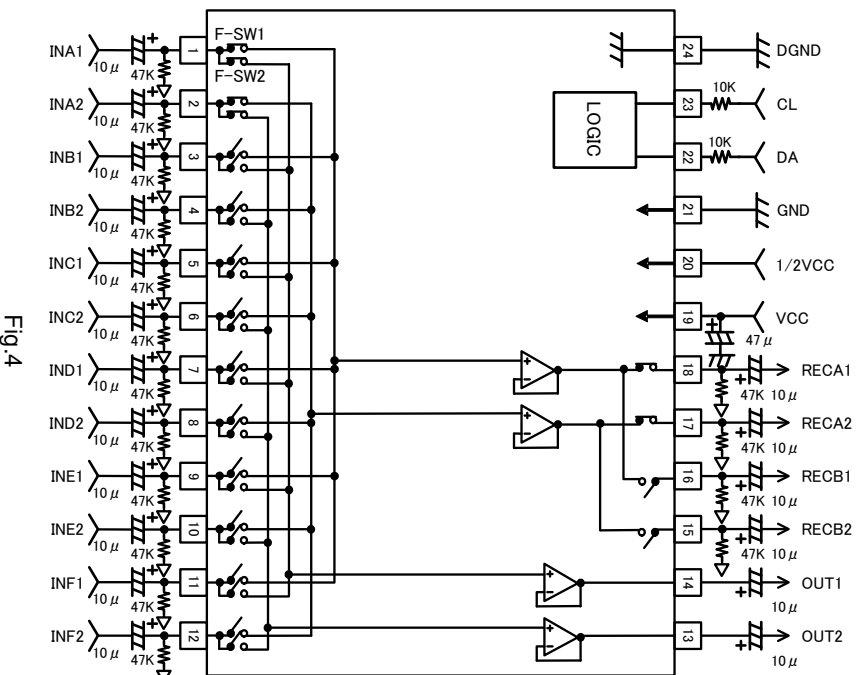 F-SW1
F-SW2
INA1 10μ 47K 1
INA2 10μ 47K 2
INB1 10μ 47K 3
INB2 10μ 47K 4
INC1 10μ 47K 5
INC2 10μ 47K 6
IND1 10μ 47K 7
IND2 10μ 47K 8
INE1 10μ 47K 9
INE2 10μ 47K 10
INF1 10μ 47K 11
INF2 10μ 47K 12
LOGIC
24 DGND
23 10K CL
22 10K DA
21 GND
20 1/2VCC
19 VCC
47μ
18 RECA1
47K 10μ
17 RECA2
47K 10μ
16 RECB1
47K 10μ
15 RECB2
47K 10μ
14 OUT1
10μ
13 OUT2
10μ
Fig.4